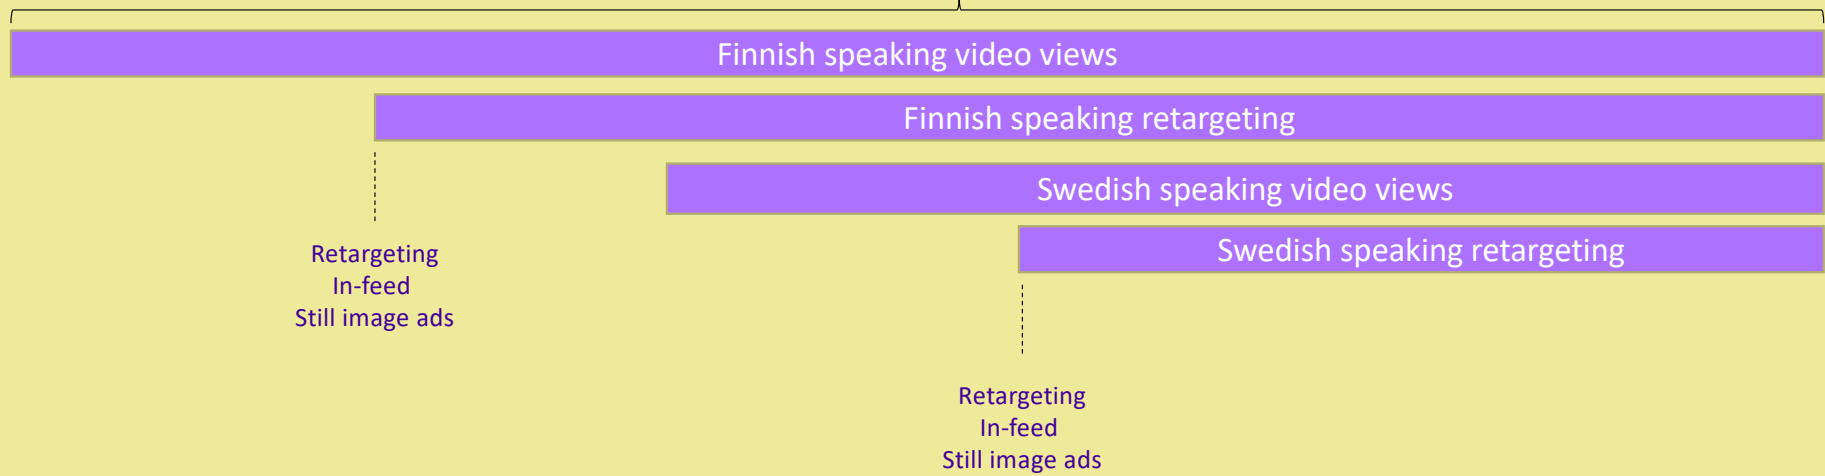 Finnish speaking video views
Finnish speaking retargeting
Swedish speaking video views
Swedish speaking retargeting
Retargeting
In-feed
Still image ads
Retargeting
In-feed
Still image ads